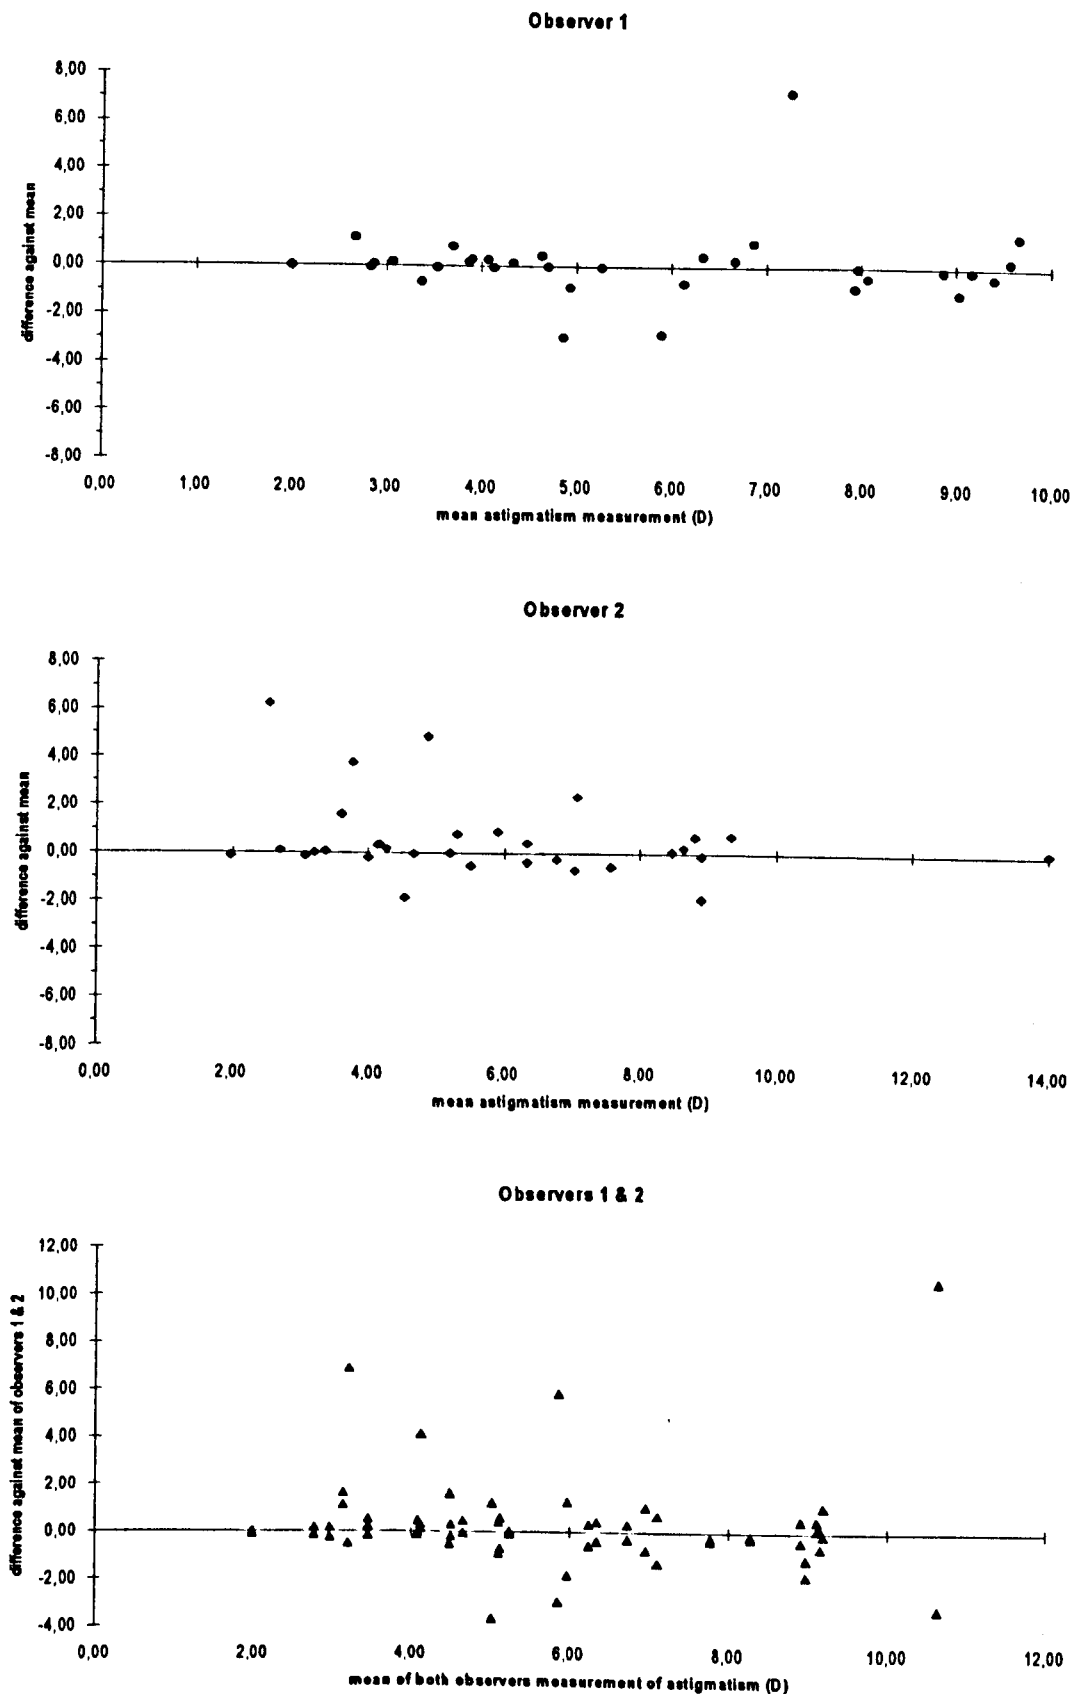 Observer 1
8,00
6,00
4,00
2,00
0,00
-2,00
-4,00
-6,00
-8,00
difference against mean
0,00 1,00 2,00 3,00 4,00 5,00 6,00 7,00 8,00 9,00 10,00
mean astigmatism measurement (D)
Observer 2
8,00
6,00
4,00
2,00
0,00
-2,00
-4,00
-6,00
-8,00
difference against mean
0,00 2,00 4,00 6,00 8,00 10,00 12,00 14,00
mean astigmatism measurement (D)
Observers 1 & 2
12,00
10,00
8,00
6,00
4,00
2,00
0,00
-2,00
-4,00
difference against mean of observers 1 & 2
0,00 2,00 4,00 6,00 8,00 10,00 12,00
mean of both observers measurement of astigmatism (D)